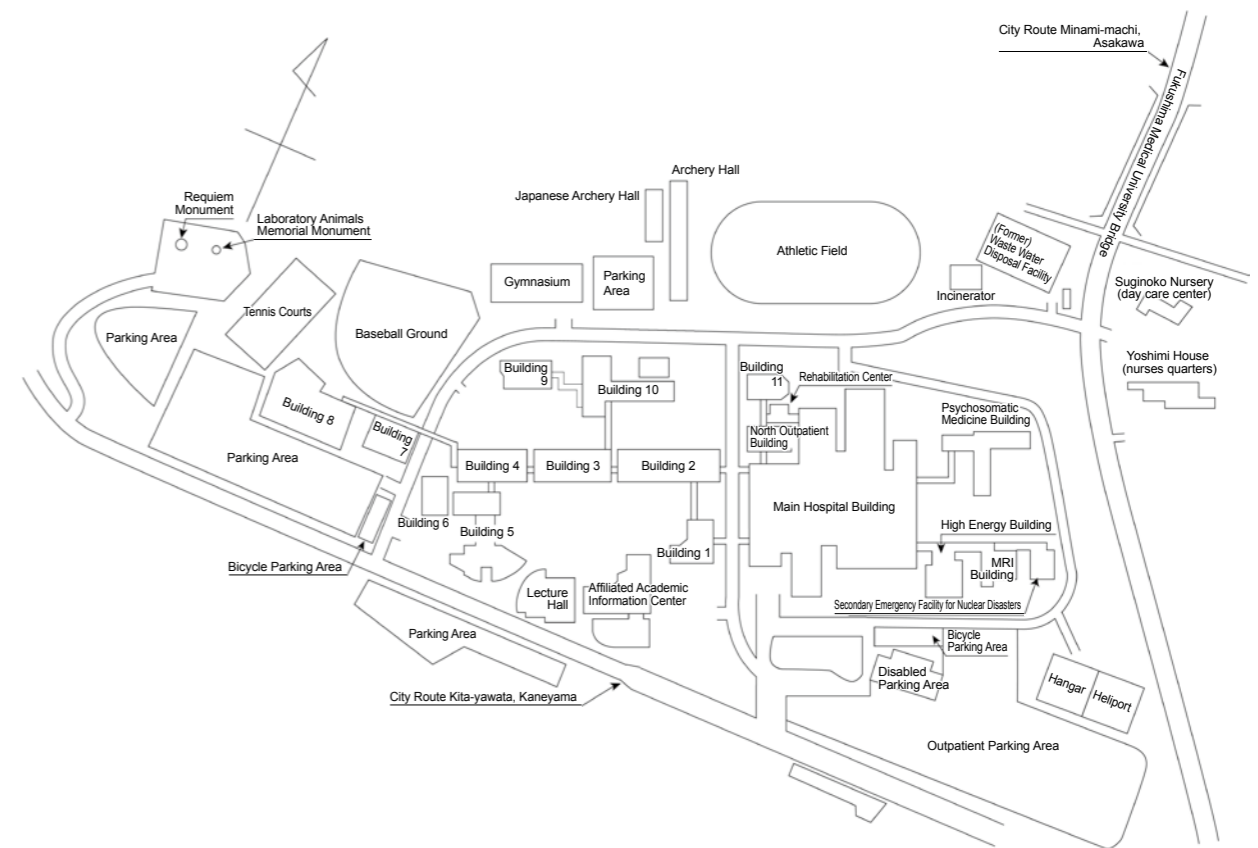 City Route Minami-machi,
Asakawa
Fukushima Medical University Bridge
Requiem
Monument
Laboratory Animals
Memorial Monument
Archery Hall
Japanese Archery Hall
Gymnasium
Parking
Area
Athletic Field
(Former)
Waste Water
Disposal Facility
Incinerator
Suginoko Nursery
(day care center)
Yoshimi House
(nurses quarters)
Parking Area
Tennis Courts
Baseball Ground
Building
9
Building 10
Building
11
Rehabilitation Center
North Outpatient
Building
Psychosomatic
Medicine Building
Building 8
Building
7
Parking Area
Building 4
Building 3
Building 2
Main Hospital Building
Building 6
Building 5
Building 1
High Energy Building
MRI
Building
Bicycle Parking Area
Lecture
Hall
Affiliated Academic
Information Center
Secondary Emergency Facility for Nuclear Disasters
Parking Area
Bicycle
Parking Area
Disabled
Parking Area
Hangar
Heliport
City Route Kita-yawata, Kaneyama
Outpatient Parking Area